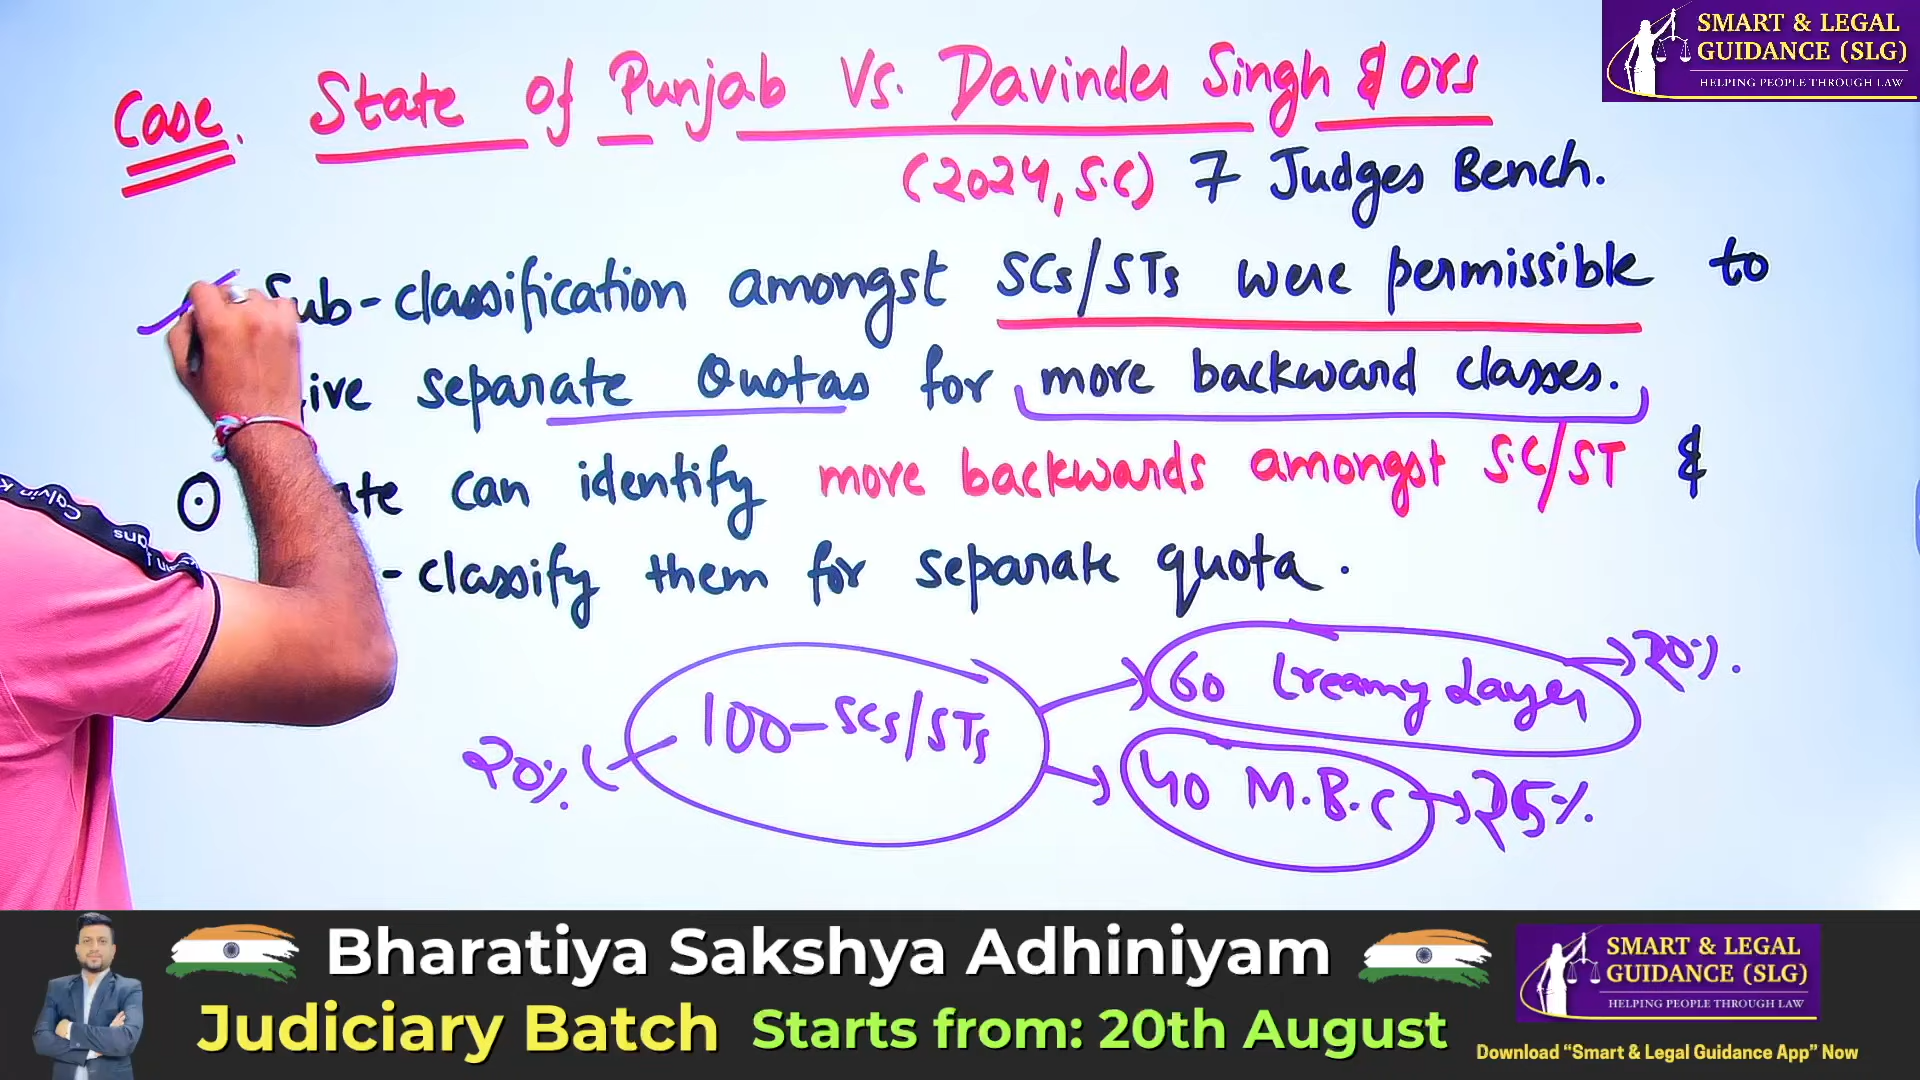 SMART & LEGAL
GUIDANCE (SLG)
HELPING PEOPLE THROUGH LAW
Case. State of Punjab Vs. Davinder Singh & ors
(2024, S.C) 7 Judges Bench.
Sub-classification amongst SCs/STs were permissible to
ive separate Quotas for more backward classes.
ate can identify more backwards amongst S.C/ST &
-classify them for separate quota.
100-SCs/STs
20%
60 Creamy Layer
20%.
40 M.B.C
25%.
Bharatiya Sakshya Adhiniyam
Judiciary Batch Starts from: 20th August
SMART & LEGAL
GUIDANCE (SLG)
HELPING PEOPLE THROUGH LAW
Download “Smart & Legal Guidance App” Now